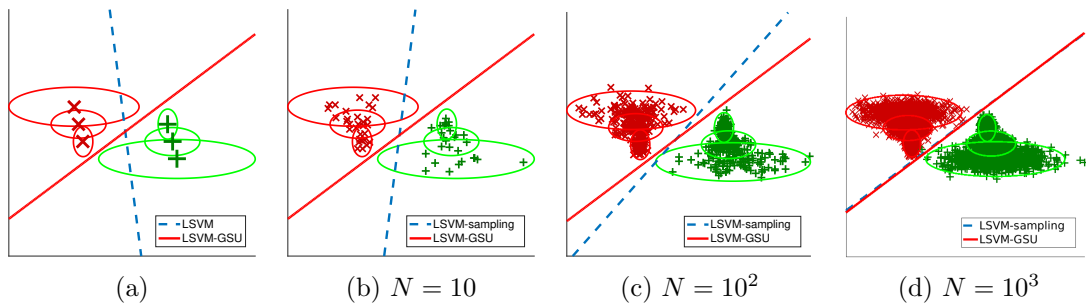 LSVM
LSVM-GSU
LSVM-sampling
LSVM-GSU
LSVM-sampling
LSVM-GSU
LSVM-sampling
LSVM-GSU
(a)
(b) N = 10
(c) N = 10²
(d) N = 10³